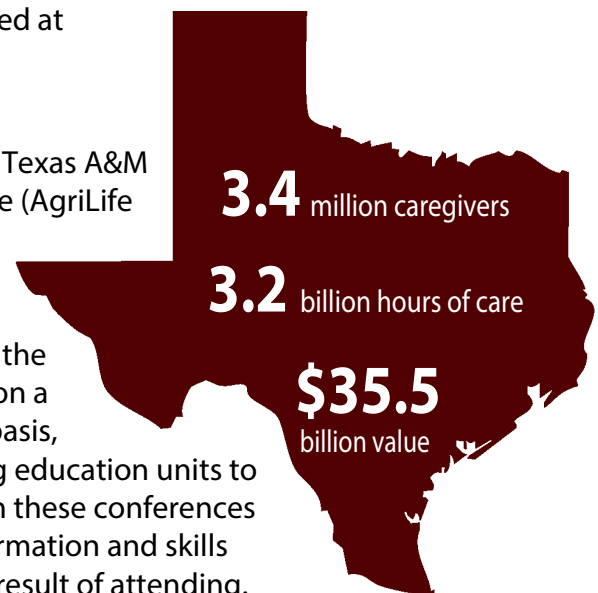 ed at
Texas A&M
e (AgriLife
the
on a
basis,
g education units to
n these conferences
rmation and skills
result of attending.
3.4 million caregivers
3.2 billion hours of care
$35.5
billion value